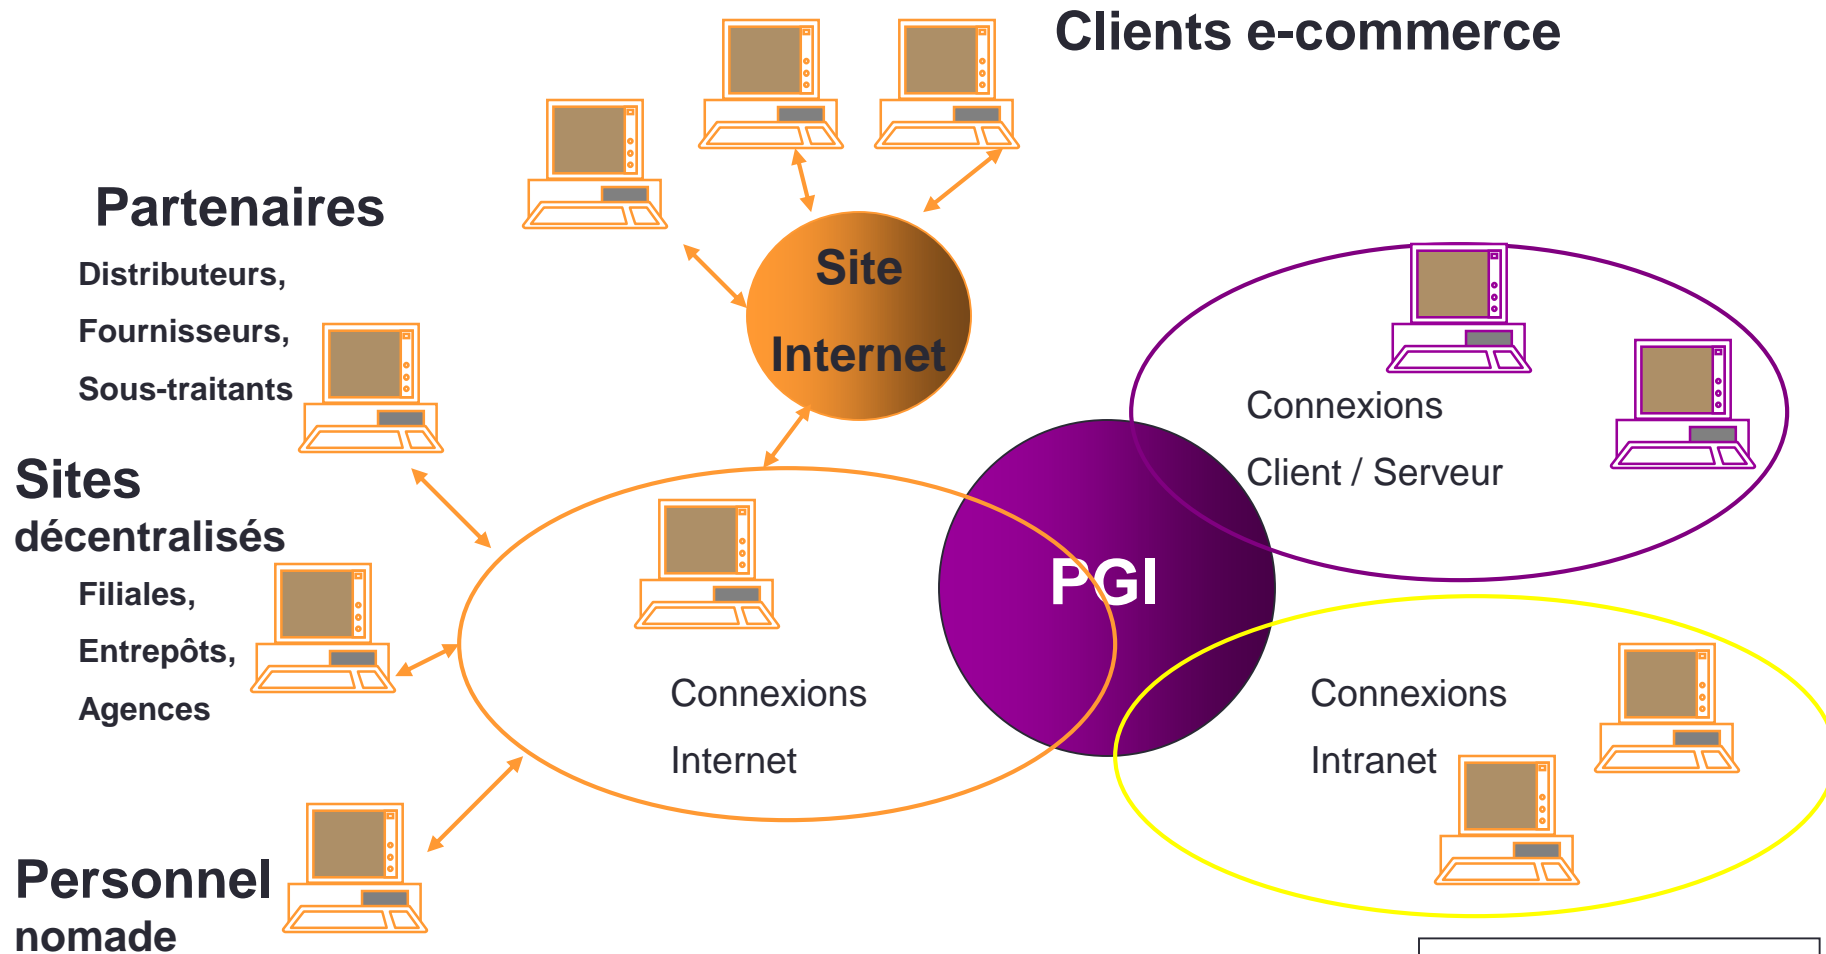 Clients e-commerce
Partenaires
Distributeurs,
Fournisseurs,
Sous-traitants
Site
Internet
Connexions
Client / Serveur
Sites
décentralisés
Filiales,
Entrepôts,
Agences
PGI
Connexions
Internet
Connexions
Intranet
Personnel
nomade